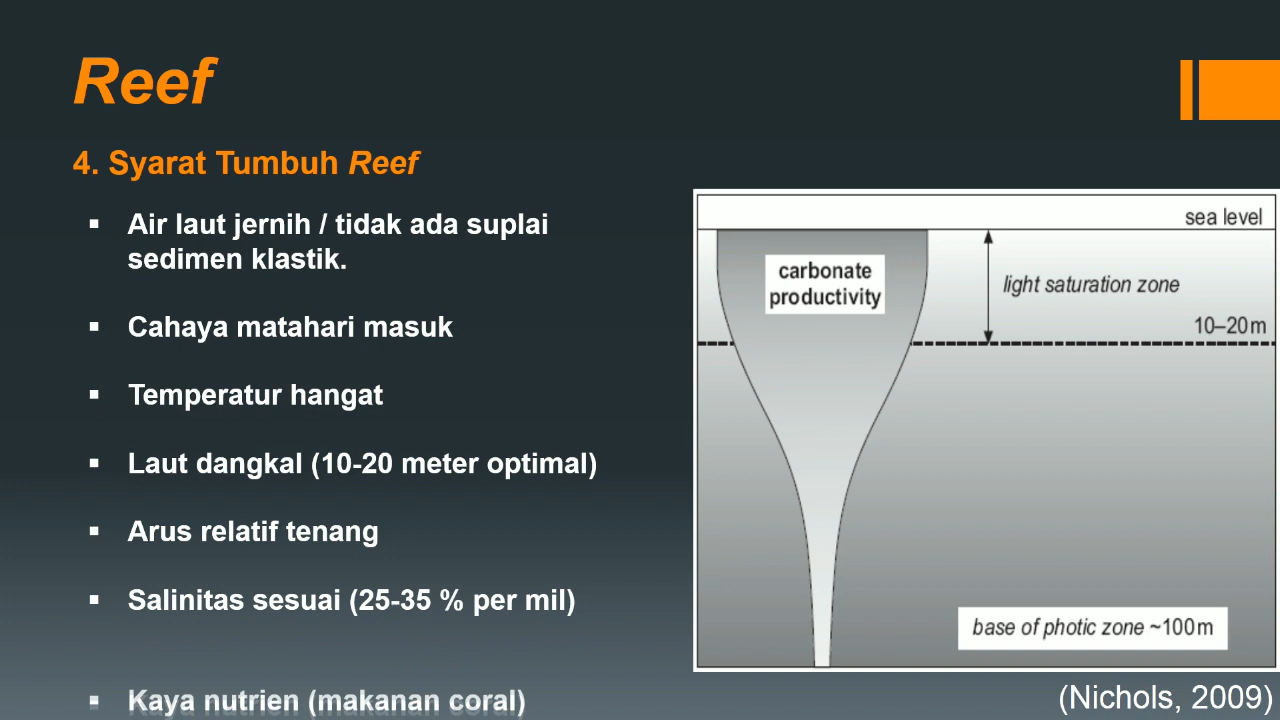 Reef
4. Syarat Tumbuh Reef
▪ Air laut jernih / tidak ada suplai
sedimen klastik.
▪ Cahaya matahari masuk
▪ Temperatur hangat
▪ Laut dangkal (10-20 meter optimal)
▪ Arus relatif tenang
▪ Salinitas sesuai (25-35 % per mil)
▪ Kaya nutrien (makanan coral)
sea level
carbonate
productivity
light saturation zone
10–20m
base of photic zone ~100m
(Nichols, 2009)